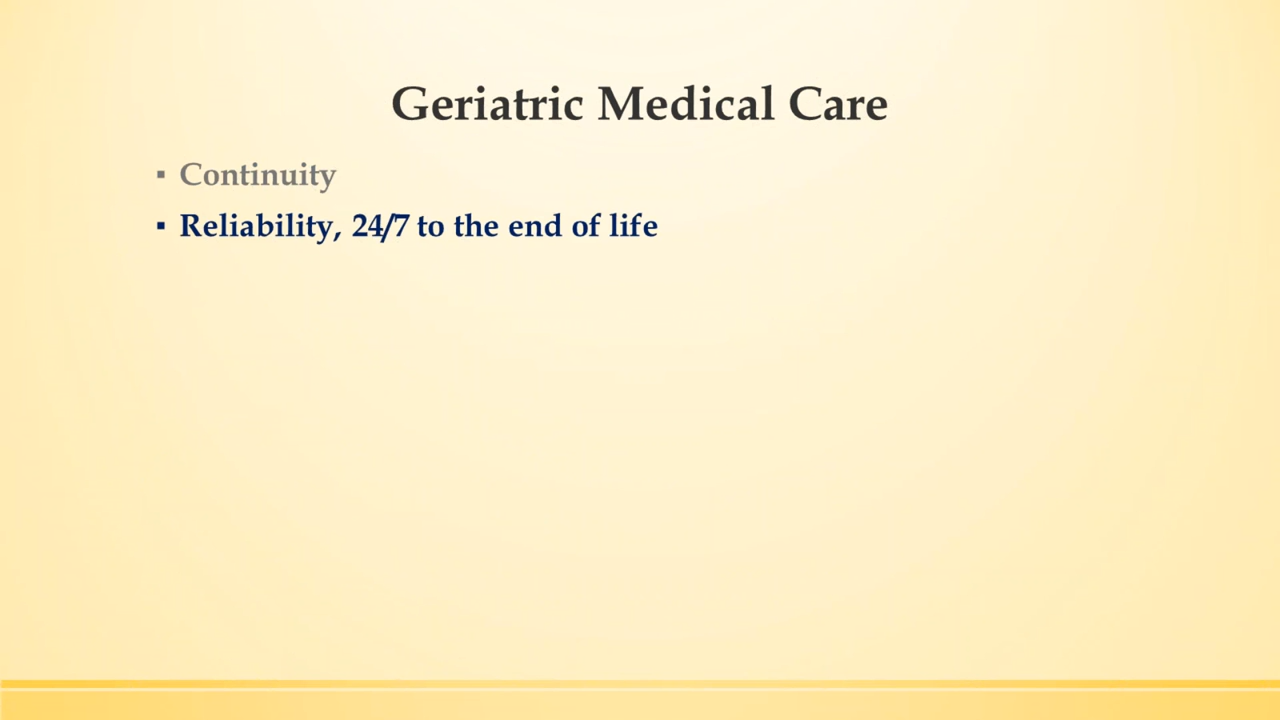 Geriatric Medical Care
▪ Continuity
▪ Reliability, 24/7 to the end of life